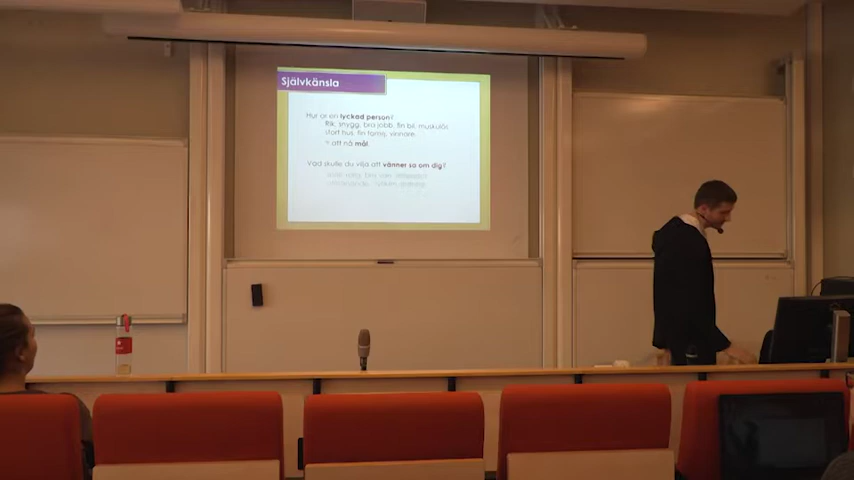 Självkänsla
Hur är en lyckad person?
Rik, snygg, bra jobb, fin bil, muskulös,
stort hus, fin familj, vinnare.
= att nå mål.
Vad skulle du vilja att vänner sa om dig?